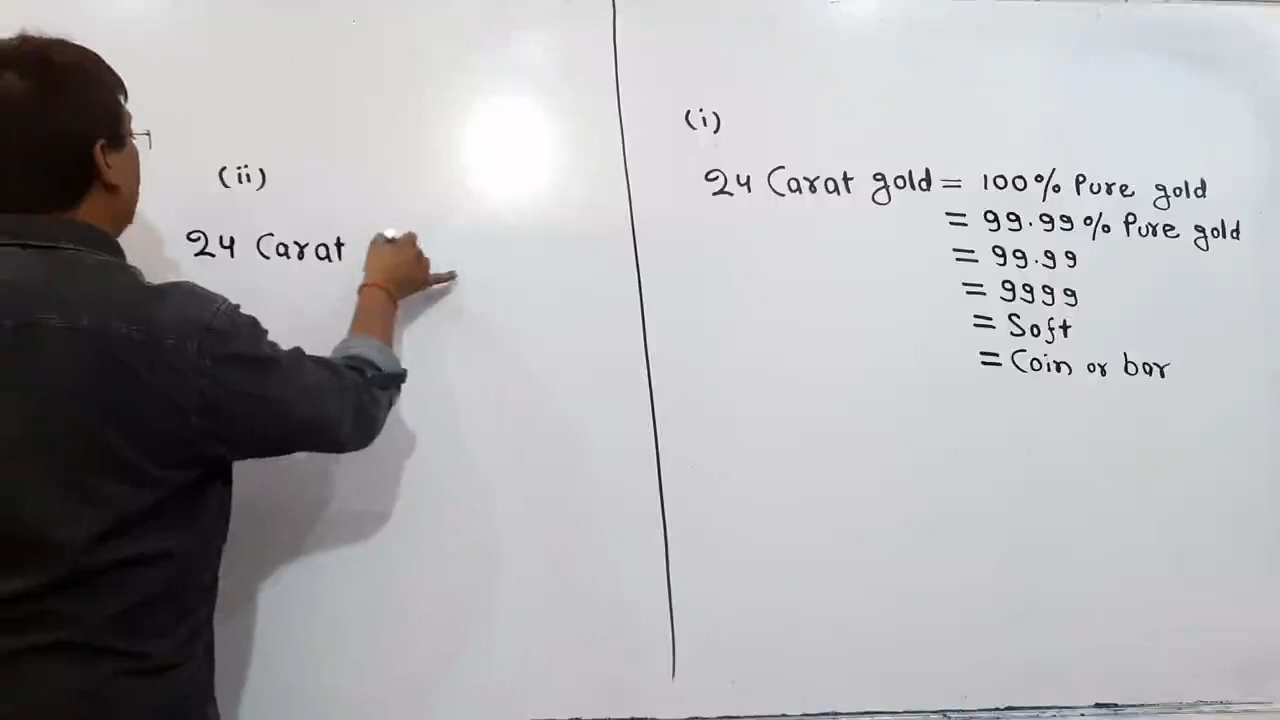 (ii)
24 Carat
(i)
24 Carat gold = 100% Pure gold
= 99.99% Pure gold
= 99.99
= 9999
= Soft
= Coin or bar